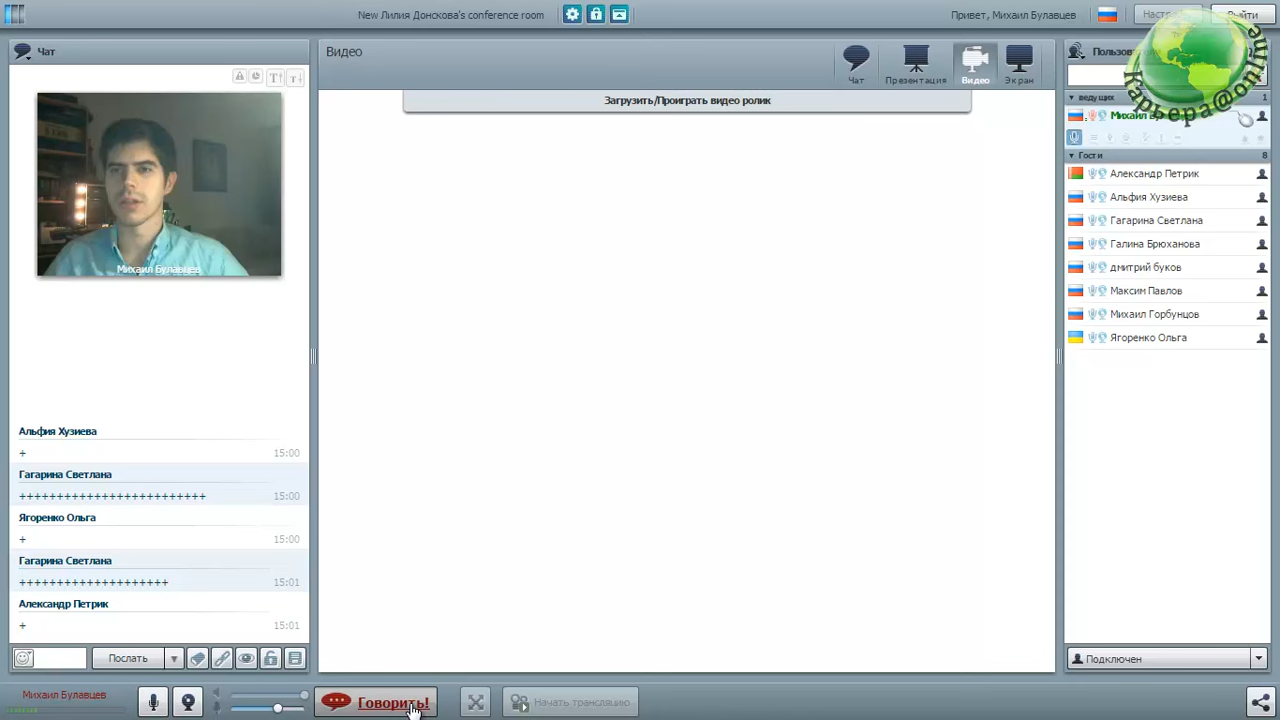 New Лилия Донскова's conference room
Привет, Михаил Булавцев
Выйти
Чат
T T
Михаил Булавцев
Альфия Хузиева
+
15:00
Гагарина Светлана
+++++++++++++++++++++++++
15:00
Ягоренко Ольга
+
15:00
Гагарина Светлана
++++++++++++++++++++
15:01
Александр Петрик
+
15:01
Послать
Видео
Чат
Презентация
Видео
Экран
Загрузить/Проиграть видео ролик
карьера@online
ведущих 1
Гости 8
Александр Петрик
Альфия Хузиева
Гагарина Светлана
Галина Брюханова
дмитрий буков
Максим Павлов
Михаил Горбунцов
Ягоренко Ольга
Подключен
Михаил Булавцев
Говорить!
Начать трансляцию